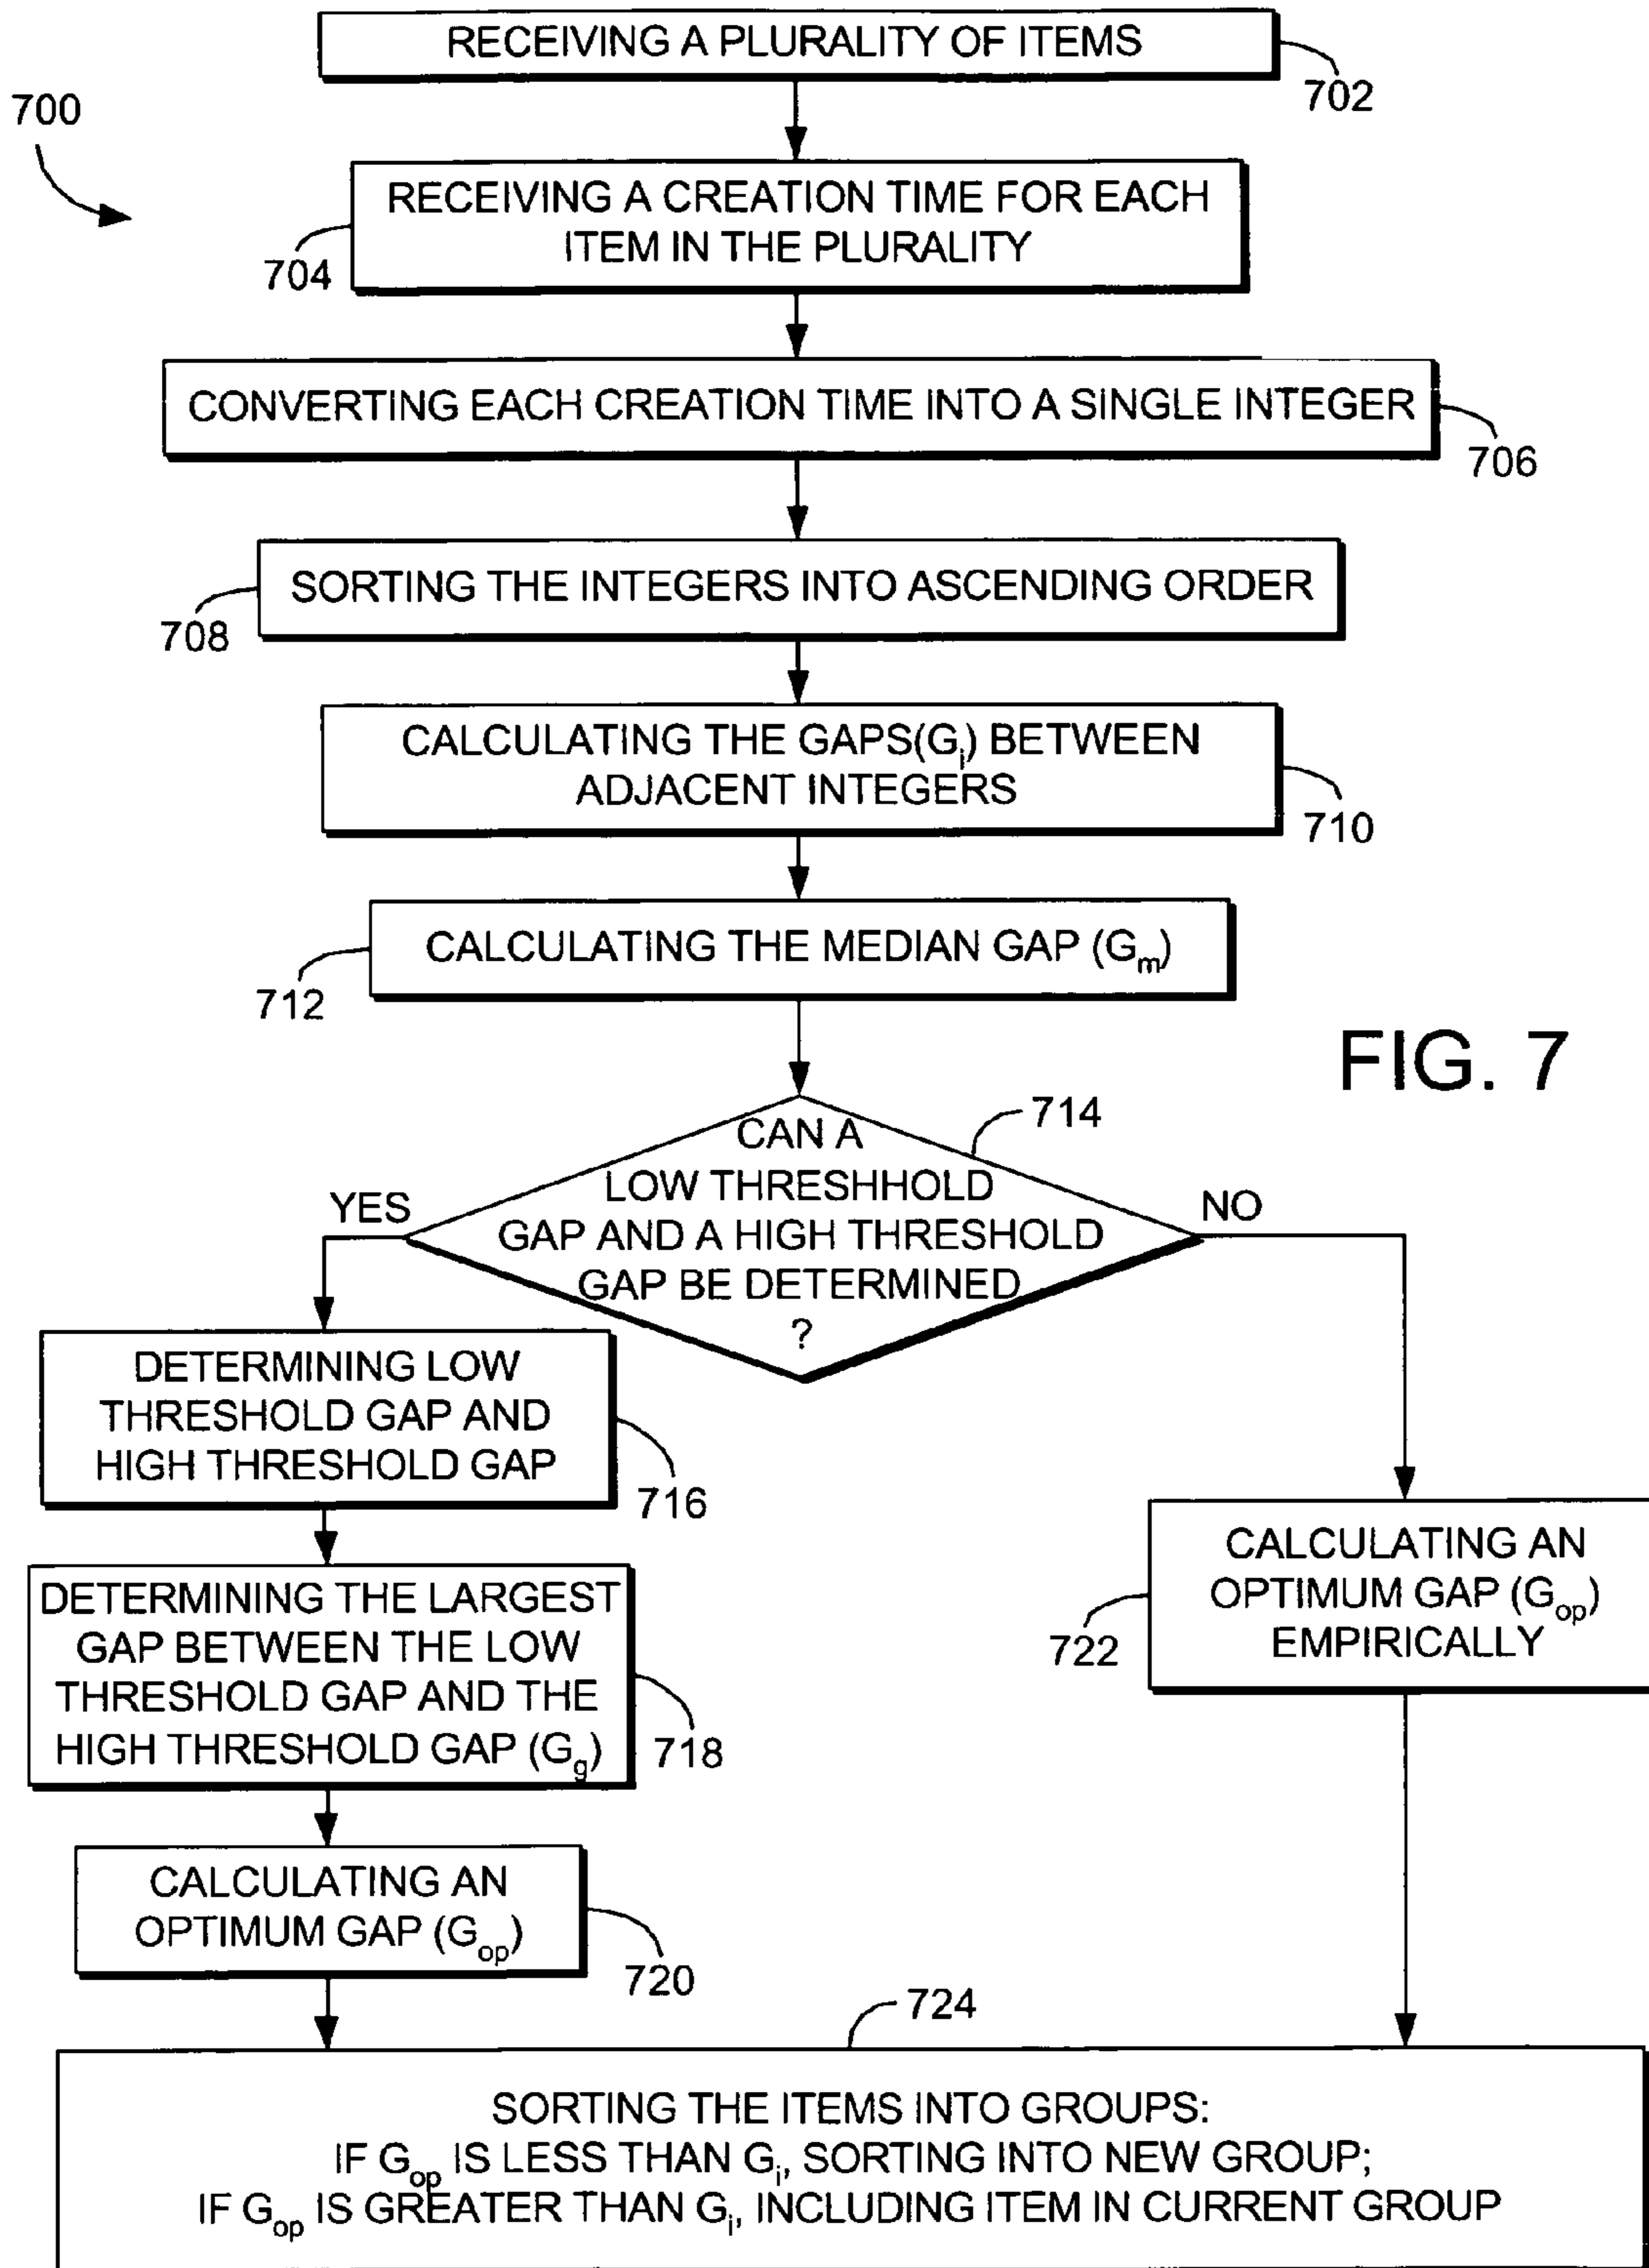 RECEIVING A PLURALITY OF ITEMS
702
700
RECEIVING A CREATION TIME FOR EACH
ITEM IN THE PLURALITY
704
CONVERTING EACH CREATION TIME INTO A SINGLE INTEGER
706
SORTING THE INTEGERS INTO ASCENDING ORDER
708
CALCULATING THE GAPS(Gi) BETWEEN
ADJACENT INTEGERS
710
CALCULATING THE MEDIAN GAP (Gm)
712
FIG. 7
714
CAN A
LOW THRESHHOLD
GAP AND A HIGH THRESHOLD
GAP BE DETERMINED
?
YES
NO
DETERMINING LOW
THRESHOLD GAP AND
HIGH THRESHOLD GAP
716
DETERMINING THE LARGEST
GAP BETWEEN THE LOW
THRESHOLD GAP AND THE
HIGH THRESHOLD GAP (Gg)
718
CALCULATING AN
OPTIMUM GAP (Gop)
EMPIRICALLY
722
CALCULATING AN
OPTIMUM GAP (Gop)
720
724
SORTING THE ITEMS INTO GROUPS:
IF Gop IS LESS THAN Gi, SORTING INTO NEW GROUP;
IF Gop IS GREATER THAN Gi, INCLUDING ITEM IN CURRENT GROUP